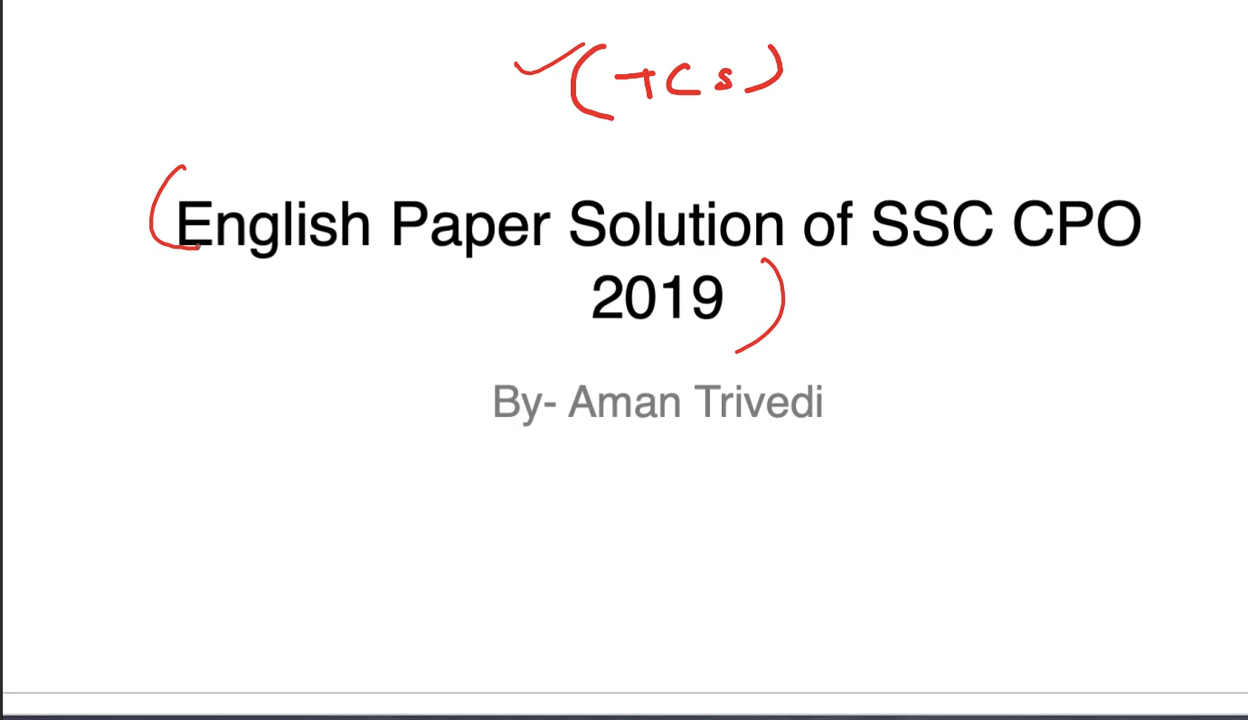 (TCS)
English Paper Solution of SSC CPO
2019
By- Aman Trivedi